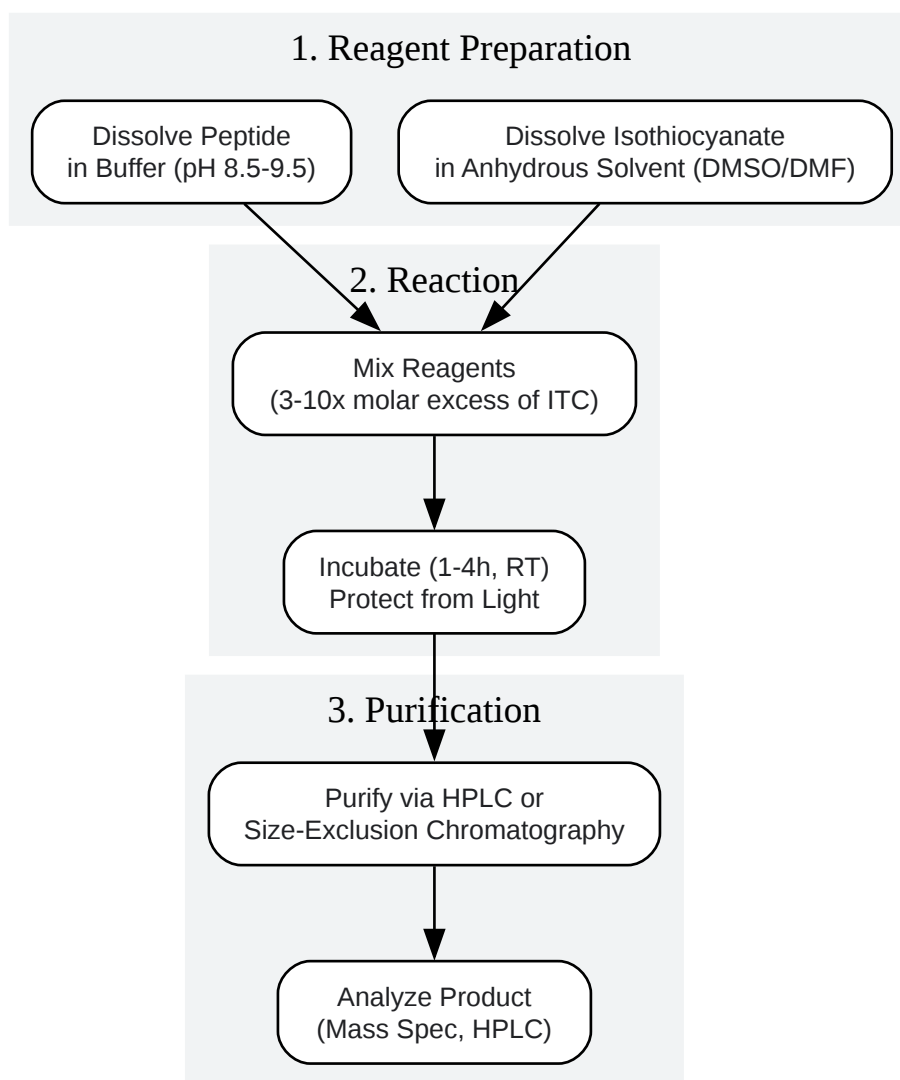 1. Reagent Preparation
Dissolve Peptide
in Buffer (pH 8.5-9.5)
Dissolve Isothiocyanate
in Anhydrous Solvent (DMSO/DMF)
2. Reaction
Mix Reagents
(3-10x molar excess of ITC)
Incubate (1-4h, RT)
Protect from Light
3. Purification
Purify via HPLC or
Size-Exclusion Chromatography
Analyze Product
(Mass Spec, HPLC)